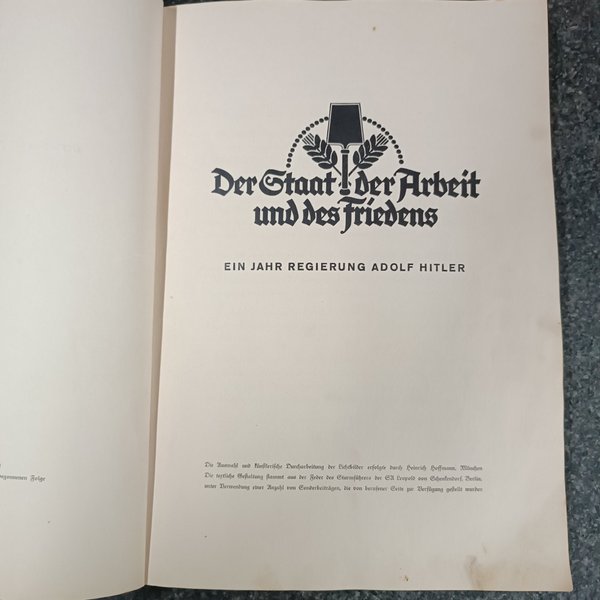 Der Staat der Arbeit
und des Friedens
EIN JAHR REGIERUNG ADOLF HITLER
Die Auswahl und künstlerische Durcharbeitung der Lichtbilder erfolgte durch Heinrich Hoffmann, München
Die textliche Gestaltung stammt aus der Feder des Sturmführers der SA Leopold von Schenkendorf, Berlin,
unter Verwendung einer Anzahl von Sonderbeiträgen, die von berufener Seite zur Verfügung gestellt wurden
Folge